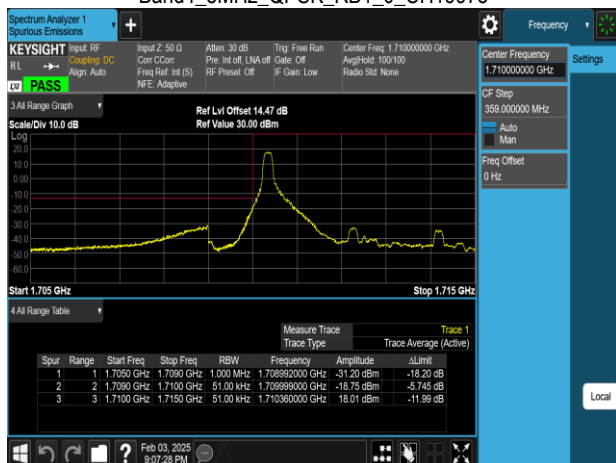 Spectrum Analyzer 1
Spurious Emissions
Frequency
KEYSIGHT Input: RF Input Z: 50 Ω Atten: 30 dB Trig: Free Run Center Freq: 1.710000000 GHz
RL Coupling: DC Corr CCorr Pre: Int off, LNA off Gate: Off Avg|Hold: 100/100
Align: Auto Freq Ref: Int (S) RF Preset: Off IF Gain: Low Radio Std: None
NFE: Adaptive
LXI PASS
Center Frequency
1.710000000 GHz
Settings
CF Step
359.000000 MHz
Auto
Man
Freq Offset
0 Hz
3 All Range Graph
Ref Lvl Offset 14.47 dB
Scale/Div 10.0 dB Ref Value 30.00 dBm
Log
20.0
10.0
0.00
-10.0
-20.0
-30.0
-40.0
-50.0
-60.0
Start 1.705 GHz Stop 1.715 GHz
4 All Range Table
Measure Trace Trace 1
Trace Type Trace Average (Active)
Spur Range Start Freq Stop Freq RBW Frequency Amplitude ΔLimit
1 1 1.7050 GHz 1.7090 GHz 1.000 MHz 1.708992000 GHz -31.20 dBm -18.20 dB
2 2 1.7090 GHz 1.7100 GHz 51.00 kHz 1.709999000 GHz -18.75 dBm -5.745 dB
3 3 1.7100 GHz 1.7150 GHz 51.00 kHz 1.710360000 GHz 18.01 dBm -11.99 dB
Local
Feb 03, 2025
9:07:28 PM